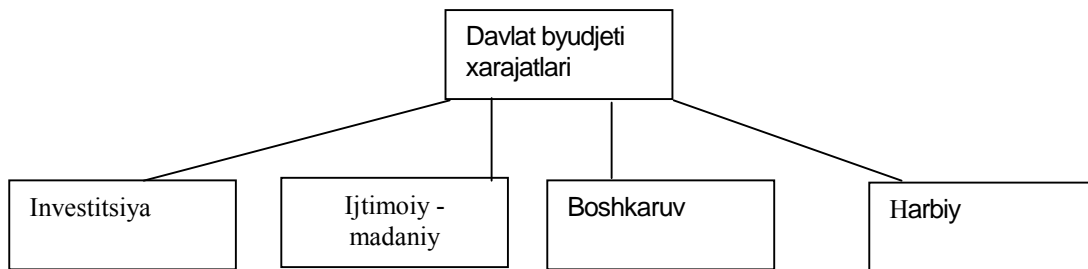 Davlat byudjeti
xarajatlari
Investitsiya
Ijtimoiy -
madaniy
Boshkaruv
Harbiy